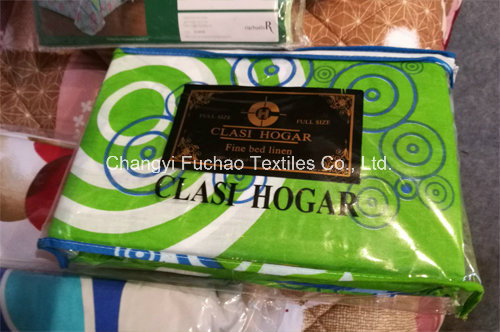 FULL SIZE
FULL SIZE
CLASI HOGAR
Fine bed linen
Changyi Fuchao Textiles Co., Ltd.
CLASI HOGAR